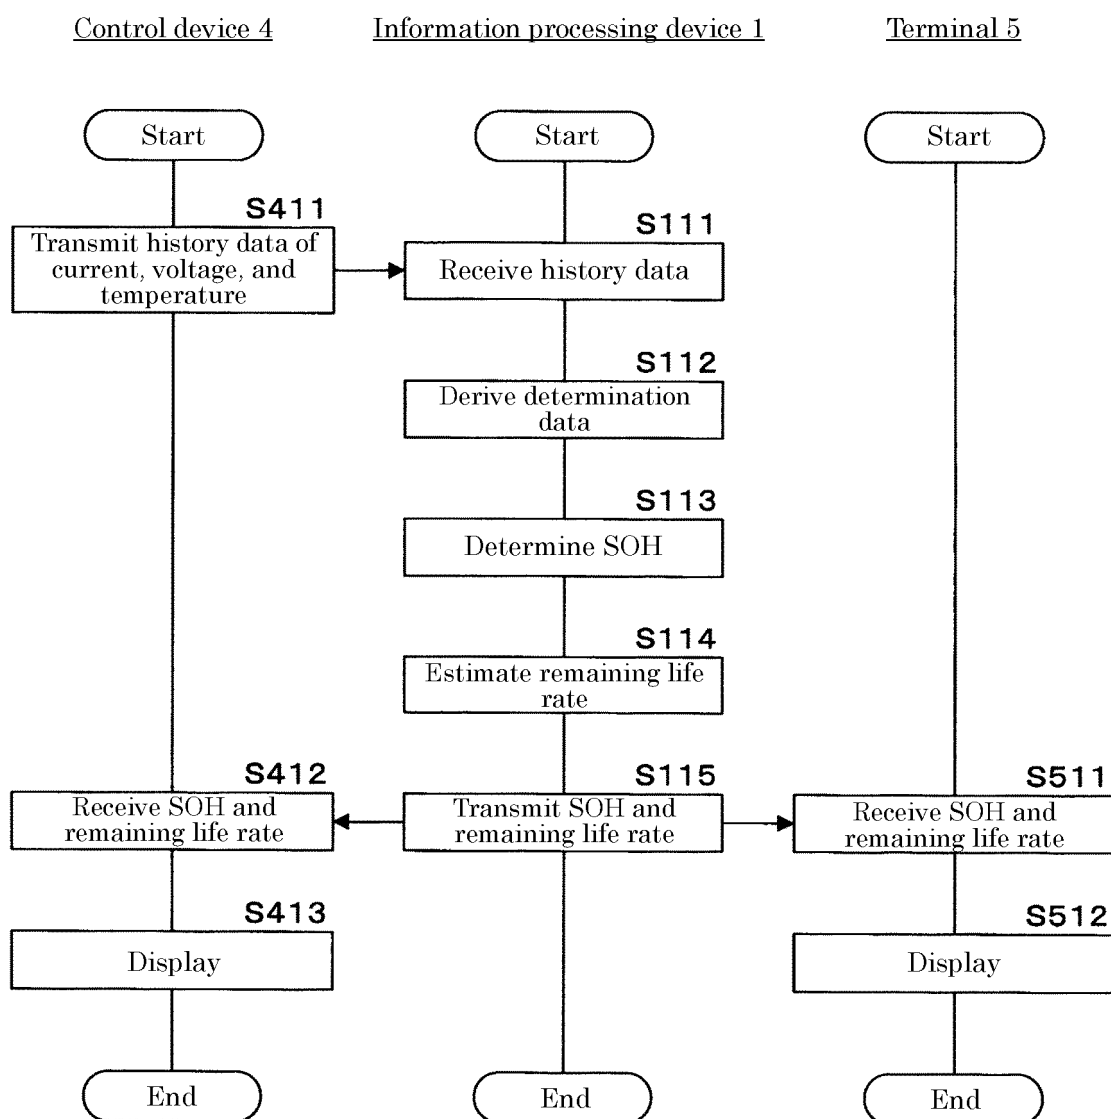 Control device 4
Information processing device 1
Terminal 5
Start
Start
Start
S411
Transmit history data of
current, voltage, and
temperature
S111
Receive history data
S112
Derive determination
data
S113
Determine SOH
S114
Estimate remaining life
rate
S412
Receive SOH and
remaining life rate
S115
Transmit SOH and
remaining life rate
S511
Receive SOH and
remaining life rate
S413
Display
S512
Display
End
End
End